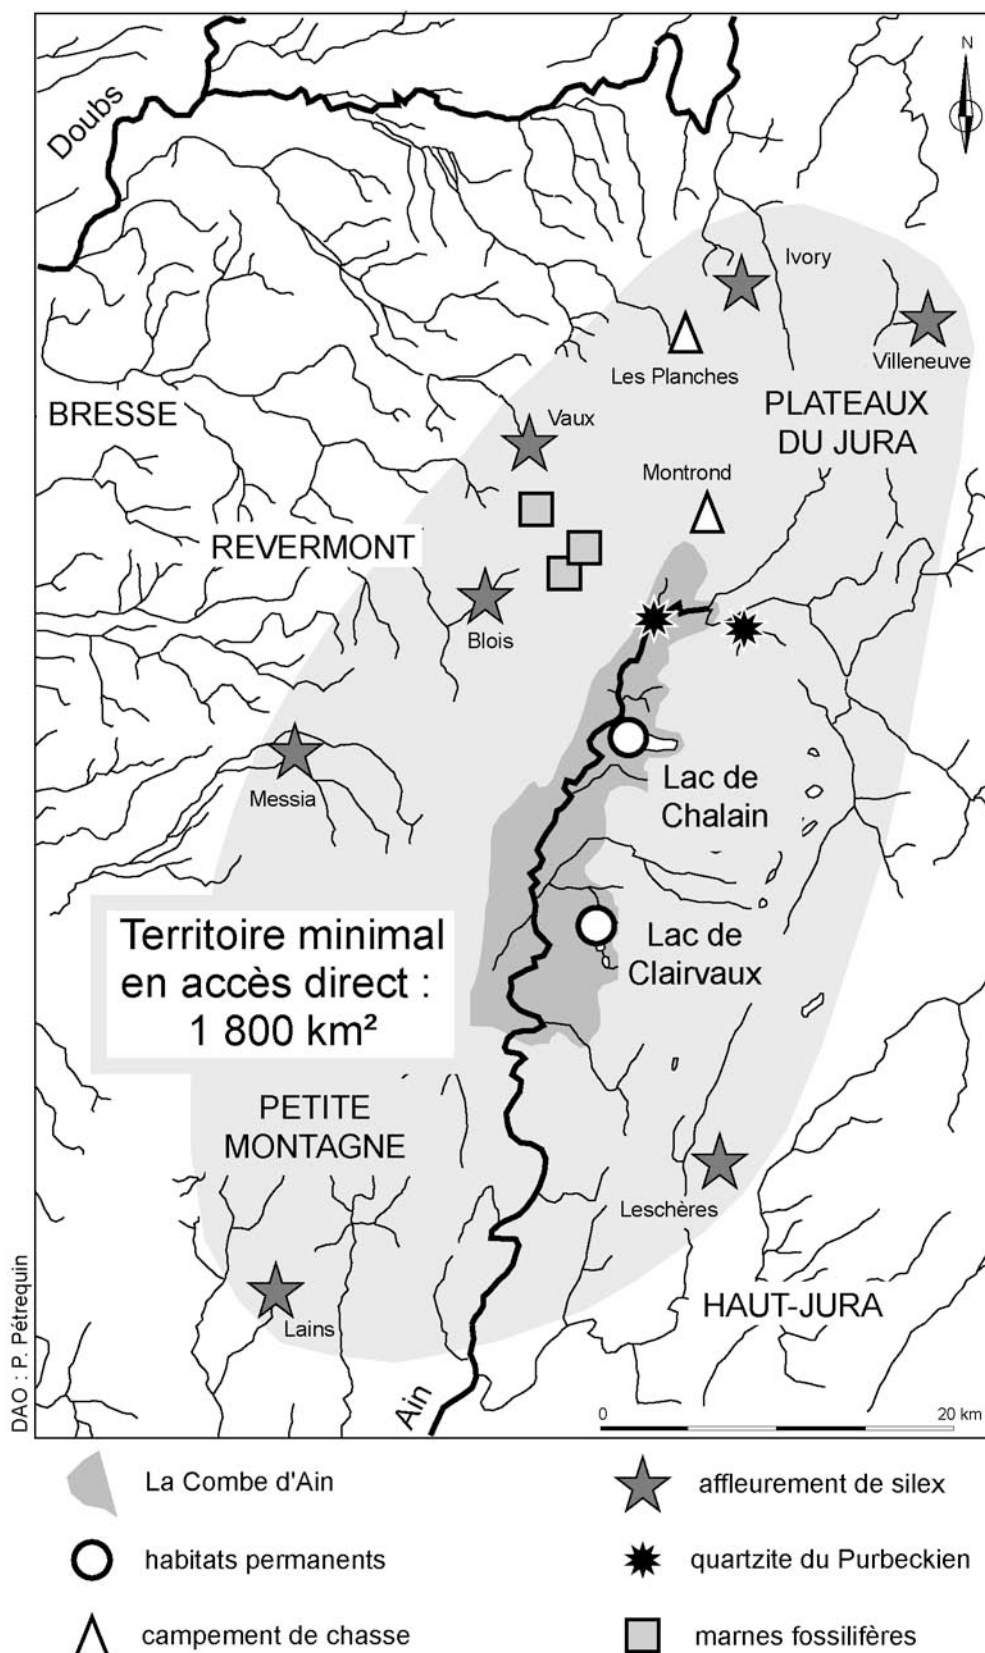 N
Doubs
Ivory
Villeneuve
Les Planches
BRESSE
PLATEAUX
DU JURA
Vaux
Montrond
REVERMONT
Blois
Messia
Lac de
Chalain
Territoire minimal
en accès direct :
1 800 km²
Lac de
Clairvaux
PETITE
MONTAGNE
Leschères
HAUT-JURA
Lains
Ain
0 20 km
DAO : P. Pétrequin
La Combe d'Ain
affleurement de silex
habitats permanents
quartzite du Purbeckien
campement de chasse
marnes fossilifères